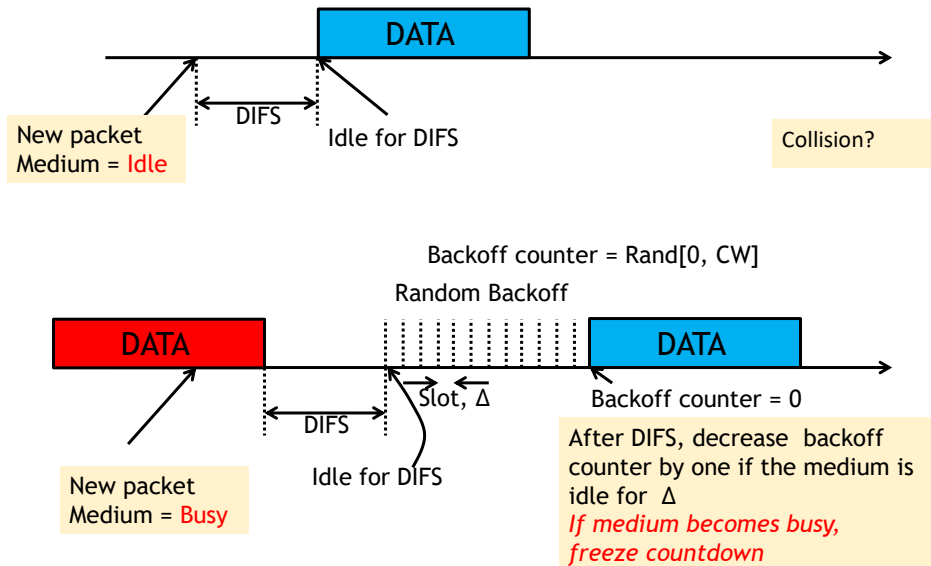 DATA
DIFS
Idle for DIFS
New packet
Medium = Idle
Collision?
Backoff counter = Rand[0, CW]
Random Backoff
DATA
DATA
Slot, Δ
DIFS
Backoff counter = 0
Idle for DIFS
New packet
Medium = Busy
After DIFS, decrease backoff
counter by one if the medium is
idle for Δ
If medium becomes busy,
freeze countdown